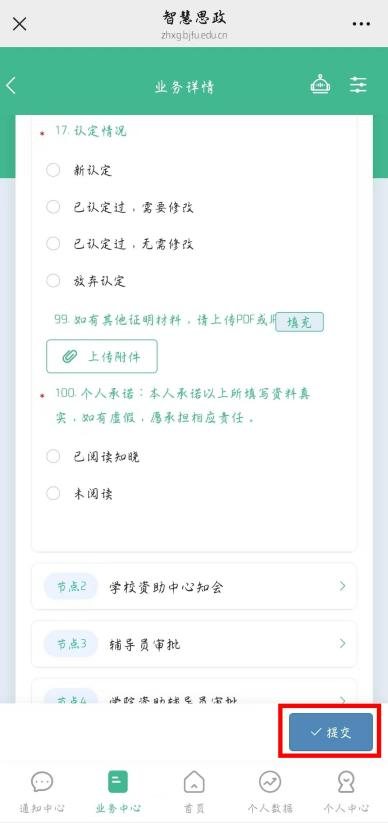 智慧思政
zhxg.bjfu.edu.cn
业务详情
* 17. 认定情况
新认定
已认定过，需要修改
已认定过，无需修改
放弃认定
99. 如有其他证明材料，请上传PDF或
填充
上传附件
* 100. 个人承诺：本人承诺以上所填写资料真
实，如有虚假，愿承担相应责任。
已阅读知晚
未阅读
节点2 学校资助中心知会
节点3 辅导员审批
节点4 学院资助辅导员审批
提交
通知中心 业务中心 首页 个人数据 个人中心